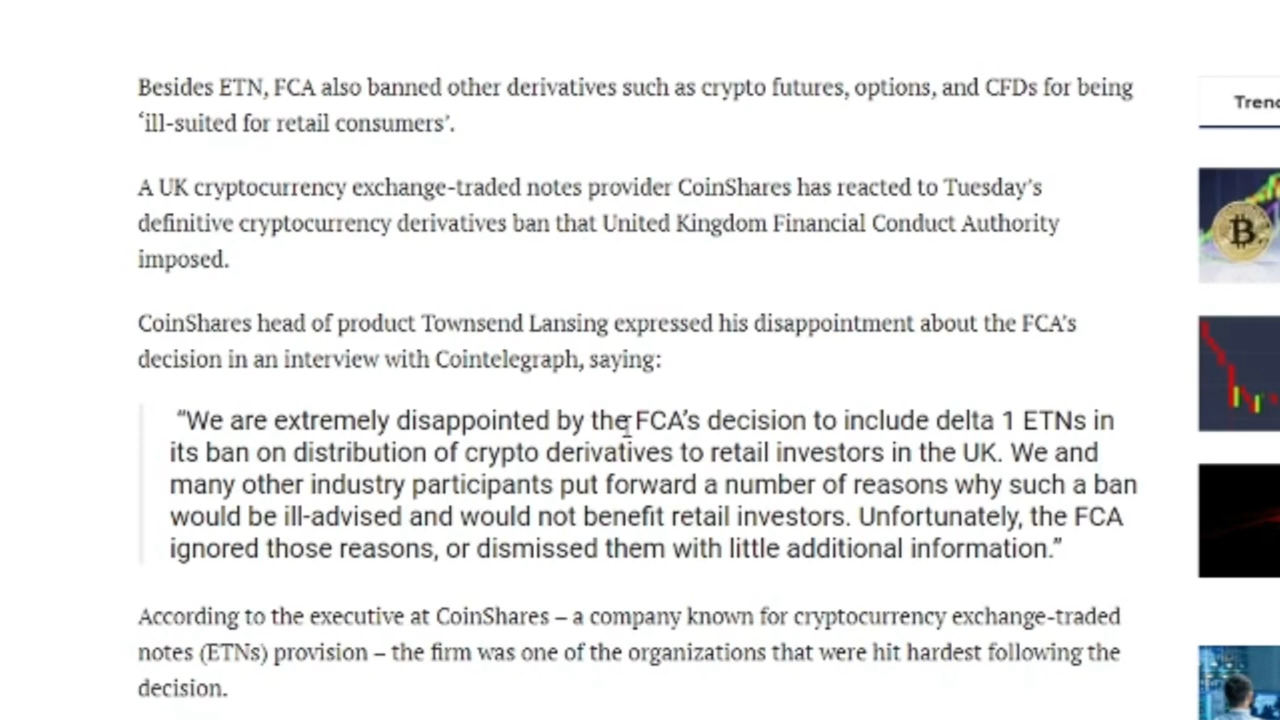 Besides ETN, FCA also banned other derivatives such as crypto futures, options, and CFDs for being
‘ill-suited for retail consumers’.
A UK cryptocurrency exchange-traded notes provider CoinShares has reacted to Tuesday’s
definitive cryptocurrency derivatives ban that United Kingdom Financial Conduct Authority
imposed.
CoinShares head of product Townsend Lansing expressed his disappointment about the FCA’s
decision in an interview with Cointelegraph, saying:
“We are extremely disappointed by the FCA’s decision to include delta 1 ETNs in
its ban on distribution of crypto derivatives to retail investors in the UK. We and
many other industry participants put forward a number of reasons why such a ban
would be ill-advised and would not benefit retail investors. Unfortunately, the FCA
ignored those reasons, or dismissed them with little additional information.”
According to the executive at CoinShares – a company known for cryptocurrency exchange-traded
notes (ETNs) provision – the firm was one of the organizations that were hit hardest following the
decision.